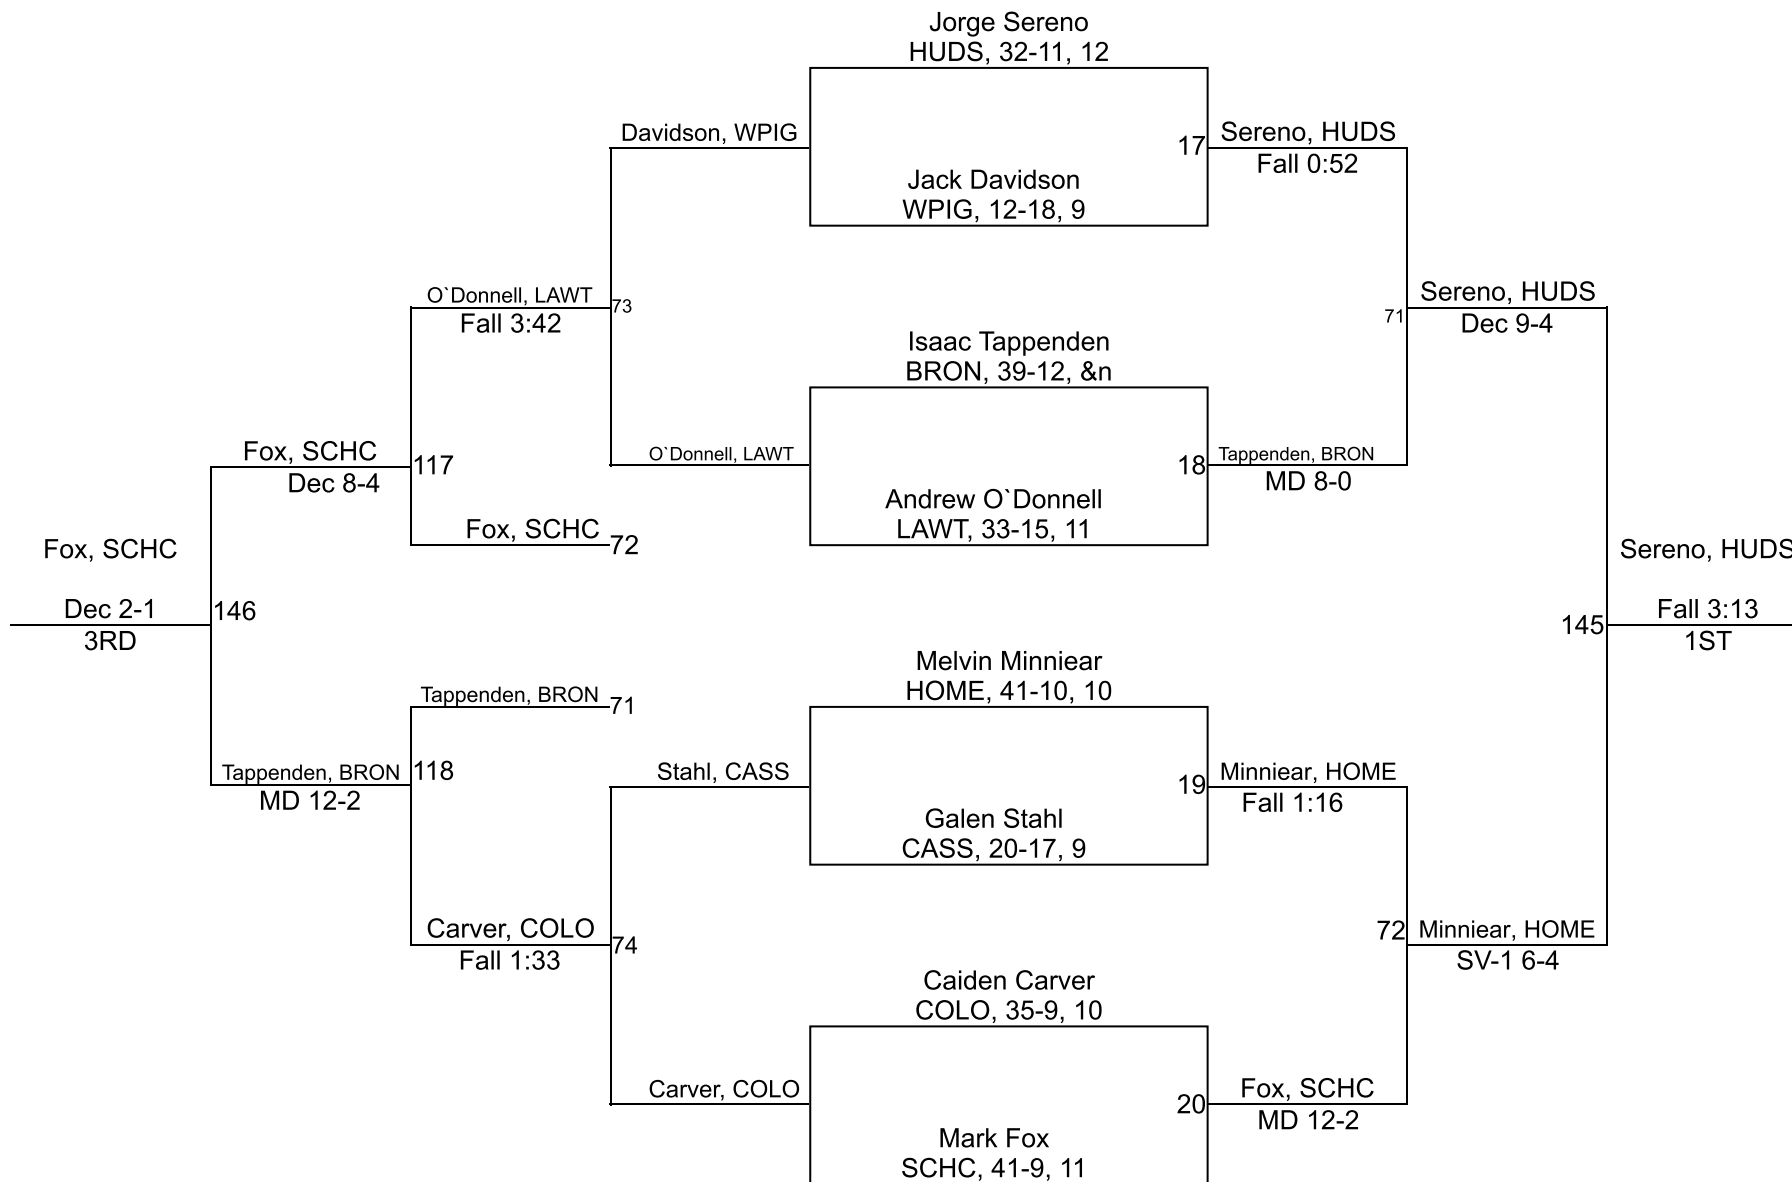 Jorge Sereno
HUDS, 32-11, 12
Davidson, WPIG
17
Sereno, HUDS
Fall 0:52
Jack Davidson
WPIG, 12-18, 9
O`Donnell, LAWT
73
Fall 3:42
Sereno, HUDS
71
Dec 9-4
Isaac Tappenden
BRON, 39-12, &n
Fox, SCHC
117
Dec 8-4
O`Donnell, LAWT
18
Tappenden, BRON
MD 8-0
Andrew O`Donnell
LAWT, 33-15, 11
Fox, SCHC
72
Fox, SCHC
Sereno, HUDS
Dec 2-1
146
3RD
145
Fall 3:13
1ST
Melvin Minniear
HOME, 41-10, 10
Tappenden, BRON
71
Tappenden, BRON
118
MD 12-2
Stahl, CASS
19
Minniear, HOME
Fall 1:16
Galen Stahl
CASS, 20-17, 9
Carver, COLO
74
Fall 1:33
72
Minniear, HOME
SV-1 6-4
Caiden Carver
COLO, 35-9, 10
Carver, COLO
20
Fox, SCHC
MD 12-2
Mark Fox
SCHC, 41-9, 11